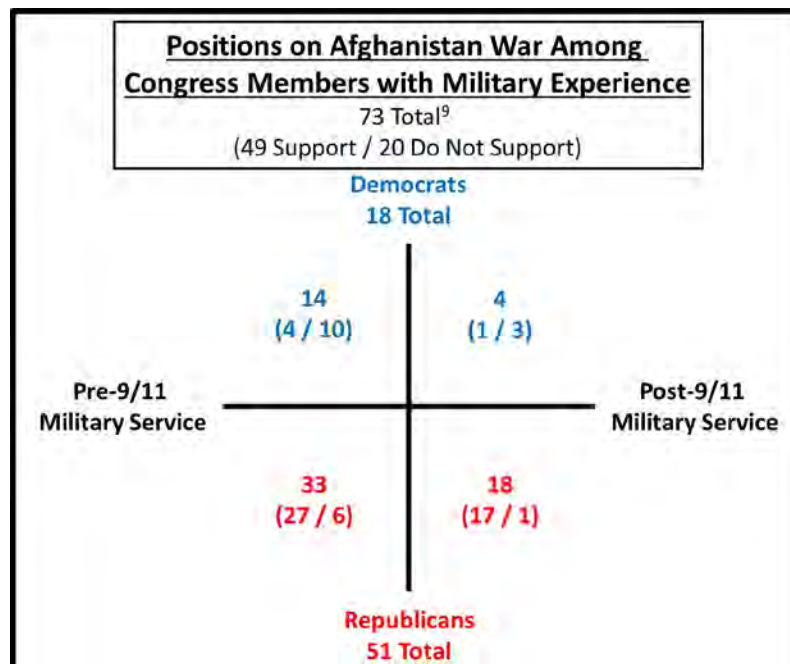 Positions on Afghanistan War Among
Congress Members with Military Experience
73 Total⁹
(49 Support / 20 Do Not Support)
Democrats
18 Total
14
(4 / 10)
4
(1 / 3)
Pre-9/11
Military Service
Post-9/11
Military Service
33
(27 / 6)
18
(17 / 1)
Republicans
51 Total